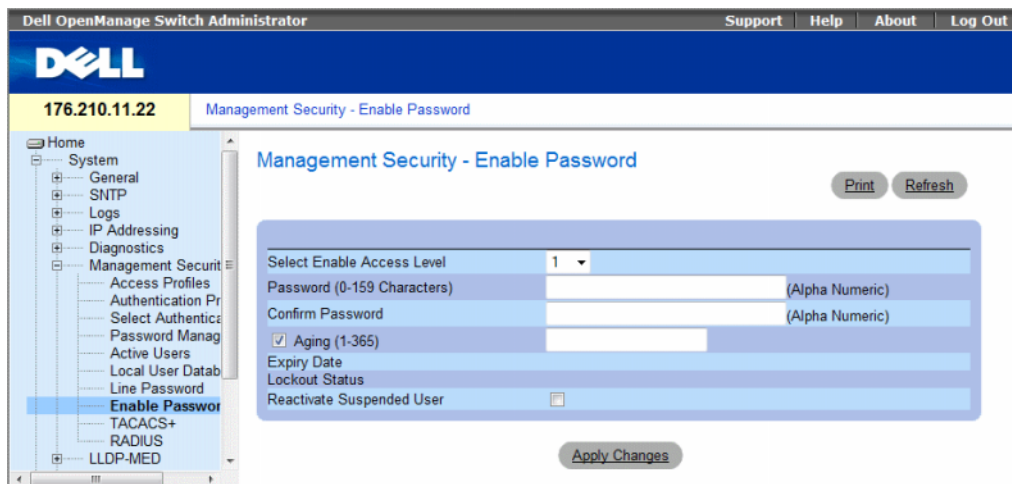 Dell OpenManage Switch Administrator
Support Help About Log Out
DELL
176.210.11.22
Management Security - Enable Password
Home
System
General
SNTP
Logs
IP Addressing
Diagnostics
Management Securit
Access Profiles
Authentication Pr
Select Authentica
Password Manag
Active Users
Local User Datab
Line Password
Enable Passwor
TACACS+
RADIUS
LLDP-MED
Management Security - Enable Password
Print Refresh
Select Enable Access Level 1
Password (0-159 Characters) (Alpha Numeric)
Confirm Password (Alpha Numeric)
Aging (1-365)
Expiry Date
Lockout Status
Reactivate Suspended User
Apply Changes